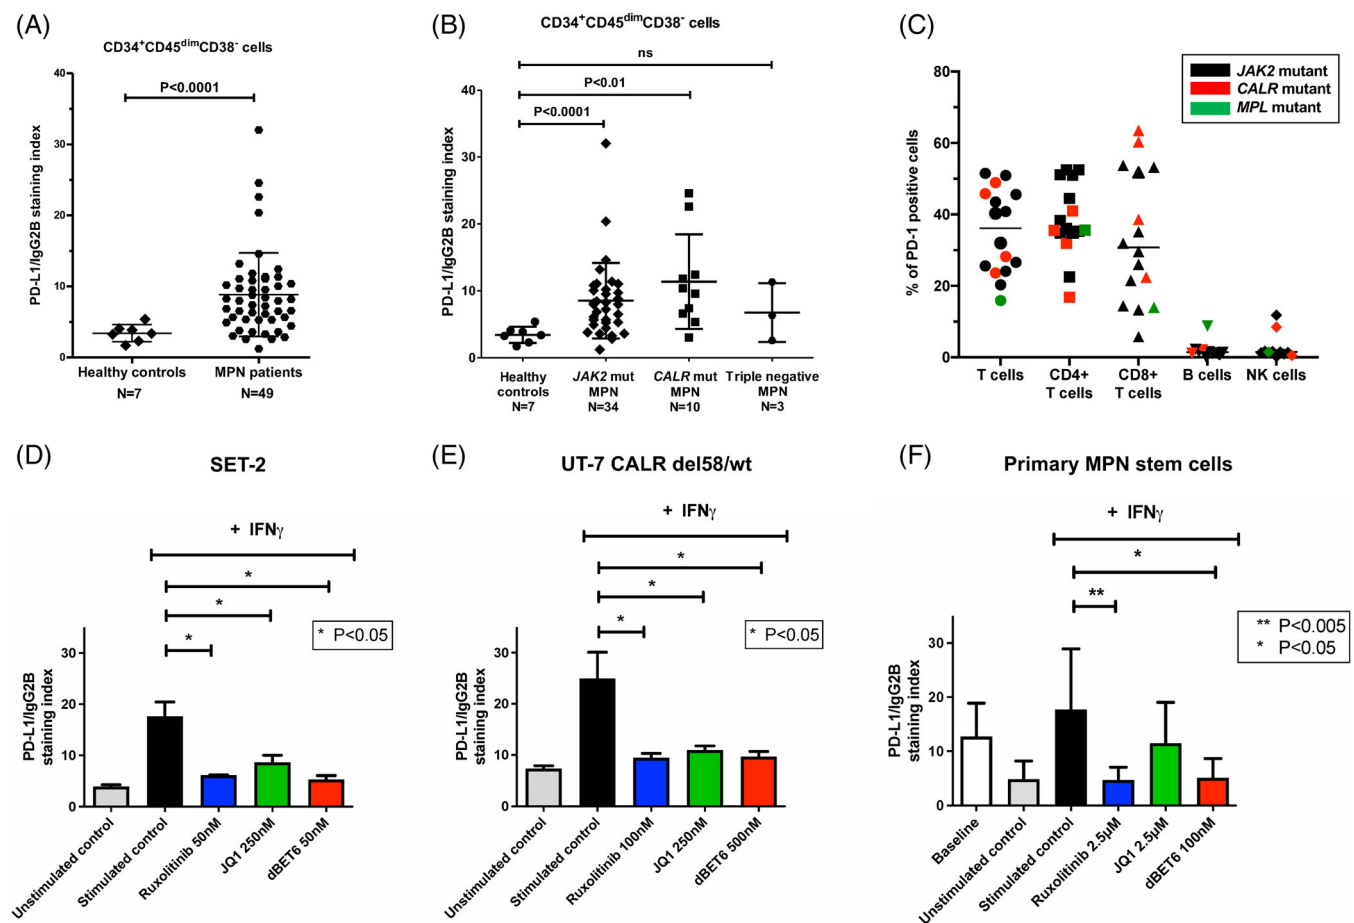 (A)
CD34+CD45dimCD38- cells
P<0.0001
PD-L1/IgG2B staining index
40
30
20
10
0
Healthy controls
N=7
MPN patients
N=49
(B)
CD34+CD45dimCD38- cells
ns
P<0.01
P<0.0001
PD-L1/IgG2B staining index
40
30
20
10
0
Healthy
controls
N=7
JAK2 mut
MPN
N=34
CALR mut
MPN
N=10
Triple negative
MPN
N=3
(C)
JAK2 mutant
CALR mutant
MPL mutant
% of PD-1 positive cells
80
60
40
20
0
T cells
CD4+
T cells
CD8+
T cells
B cells
NK cells
(D)
SET-2
+ IFNγ
*
*
*
* P<0.05
PD-L1/IgG2B
staining index
30
20
10
0
Unstimulated control
Stimulated control
Ruxolitinib 50nM
JQ1 250nM
dBET6 50nM
(E)
UT-7 CALR del58/wt
+ IFNγ
*
*
*
* P<0.05
PD-L1/IgG2B
staining index
30
20
10
0
Unstimulated control
Stimulated control
Ruxolitinib 100nM
JQ1 250nM
dBET6 500nM
(F)
Primary MPN stem cells
+ IFNγ
*
**
** P<0.005
* P<0.05
PD-L1/IgG2B
staining index
30
20
10
0
Baseline
Unstimulated control
Stimulated control
Ruxolitinib 2.5μM
JQ1 2.5μM
dBET6 100nM